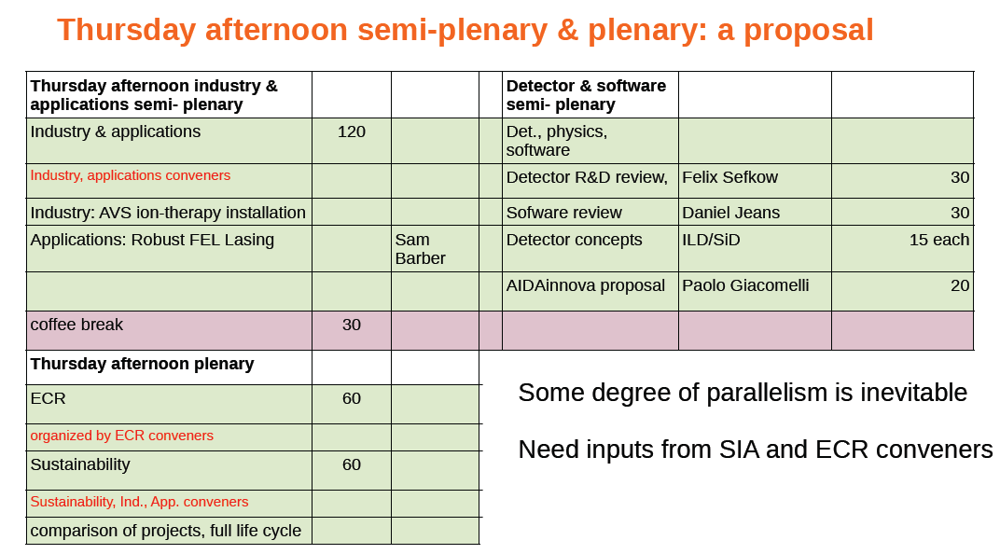 Thursday afternoon semi-plenary & plenary: a proposal
Thursday afternoon industry &
applications semi- plenary
Detector & software
semi- plenary
Industry & applications
120
Det., physics,
software
Industry, applications conveners
Detector R&D review,
Felix Sefkow
30
Industry: AVS ion-therapy installation
Sofware review
Daniel Jeans
30
Applications: Robust FEL Lasing
Sam
Barber
Detector concepts
ILD/SiD
15 each
AIDAinnova proposal
Paolo Giacomelli
20
coffee break
30
Thursday afternoon plenary
ECR
60
organized by ECR conveners
Sustainability
60
Sustainability, Ind., App. conveners
comparison of projects, full life cycle
Some degree of parallelism is inevitable
Need inputs from SIA and ECR conveners